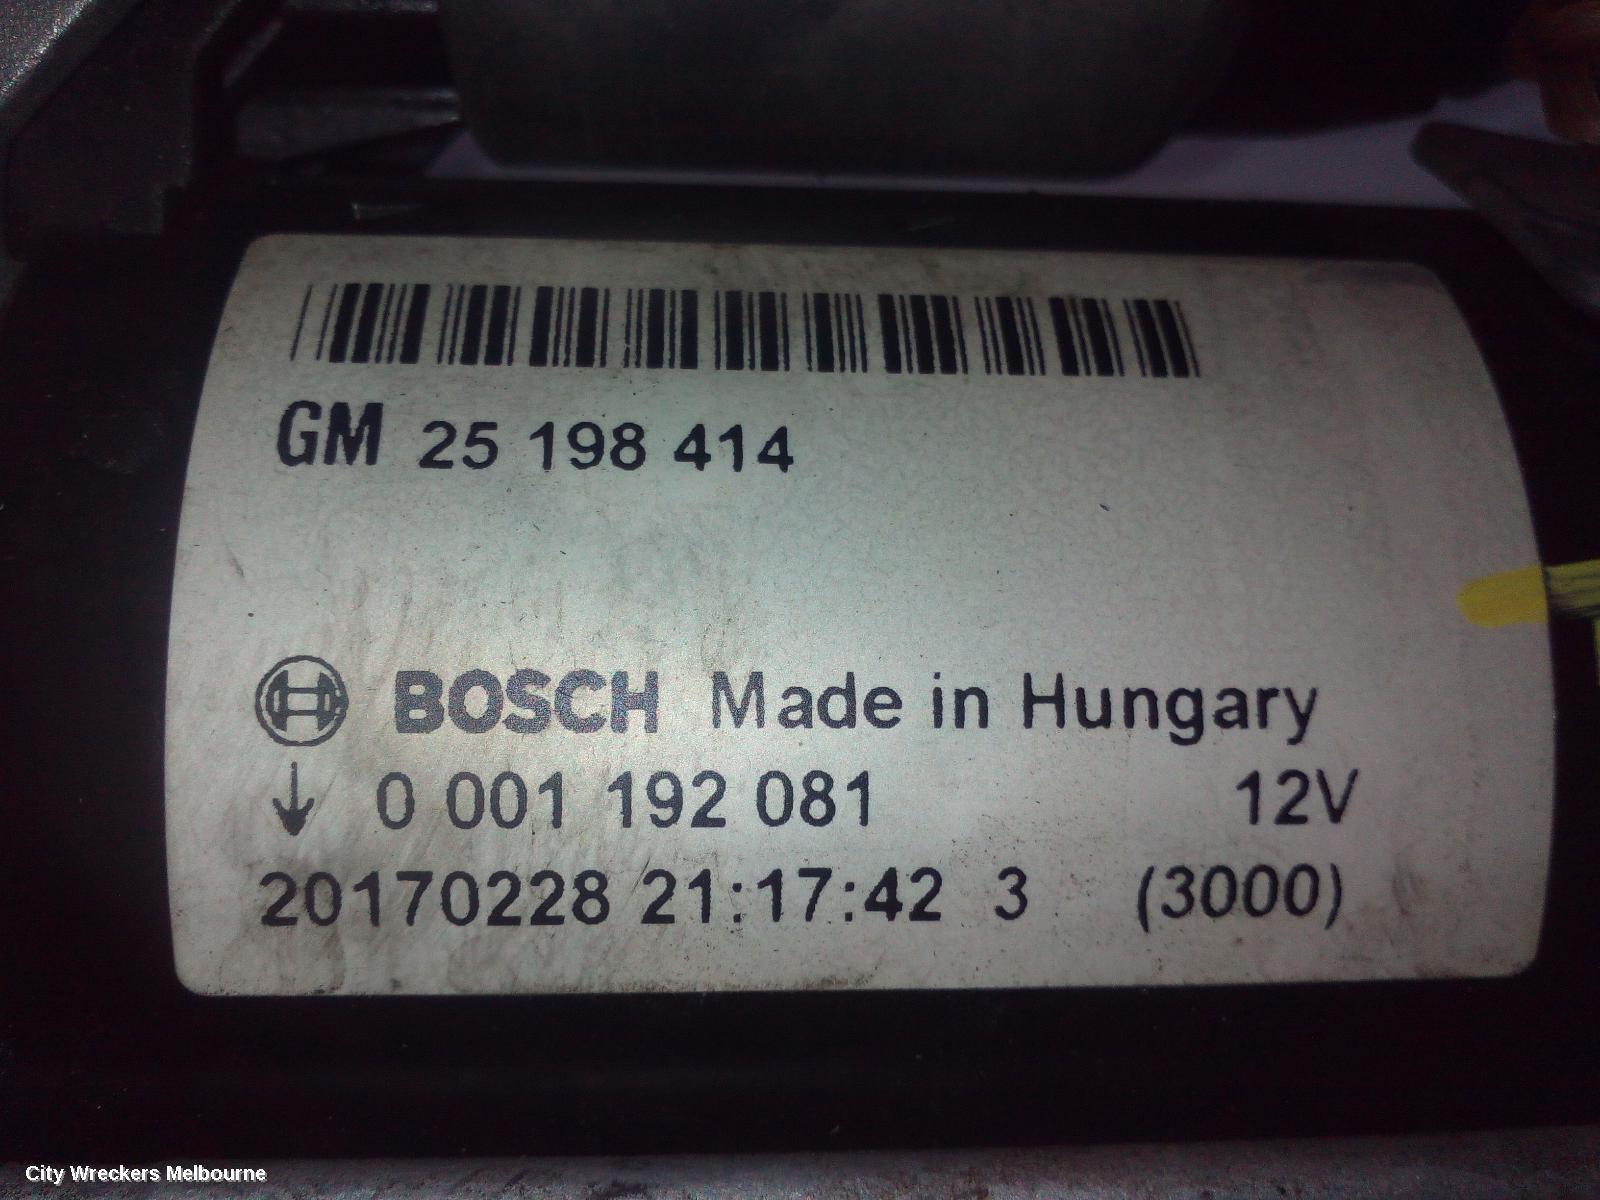 GM 25 198 414
BOSCH Made in Hungary
↓ 0 001 192 081 12V
20170228 21:17:42 3 (3000)
City Wreckers Melbourne